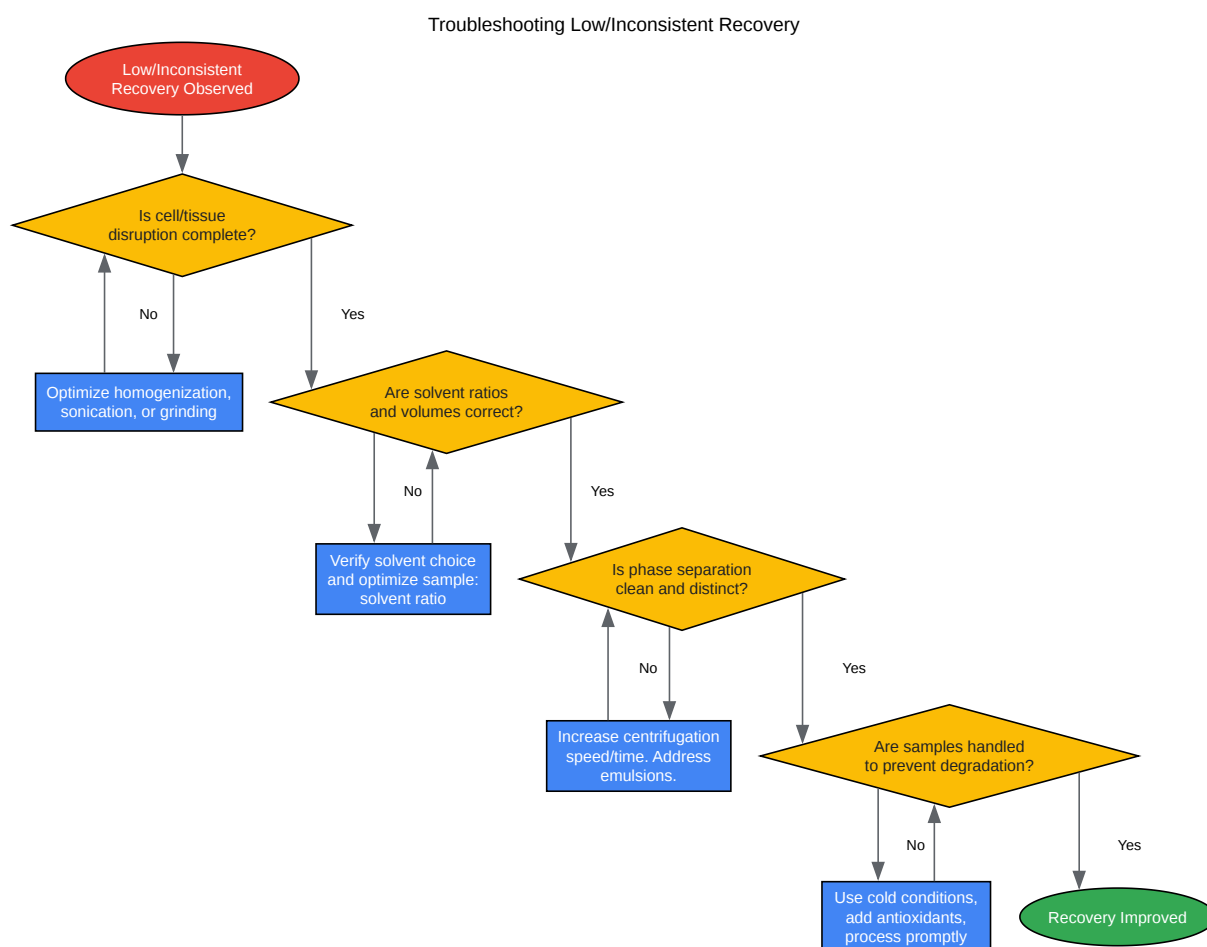 Troubleshooting Low/Inconsistent Recovery
Low/Inconsistent
Recovery Observed
Is cell/tissue
disruption complete?
No
Yes
Optimize homogenization,
sonication, or grinding
Are solvent ratios
and volumes correct?
No
Yes
Verify solvent choice
and optimize sample:
solvent ratio
Is phase separation
clean and distinct?
No
Yes
Increase centrifugation
speed/time. Address
emulsions.
Are samples handled
to prevent degradation?
No
Yes
Use cold conditions,
add antioxidants,
process promptly
Recovery Improved